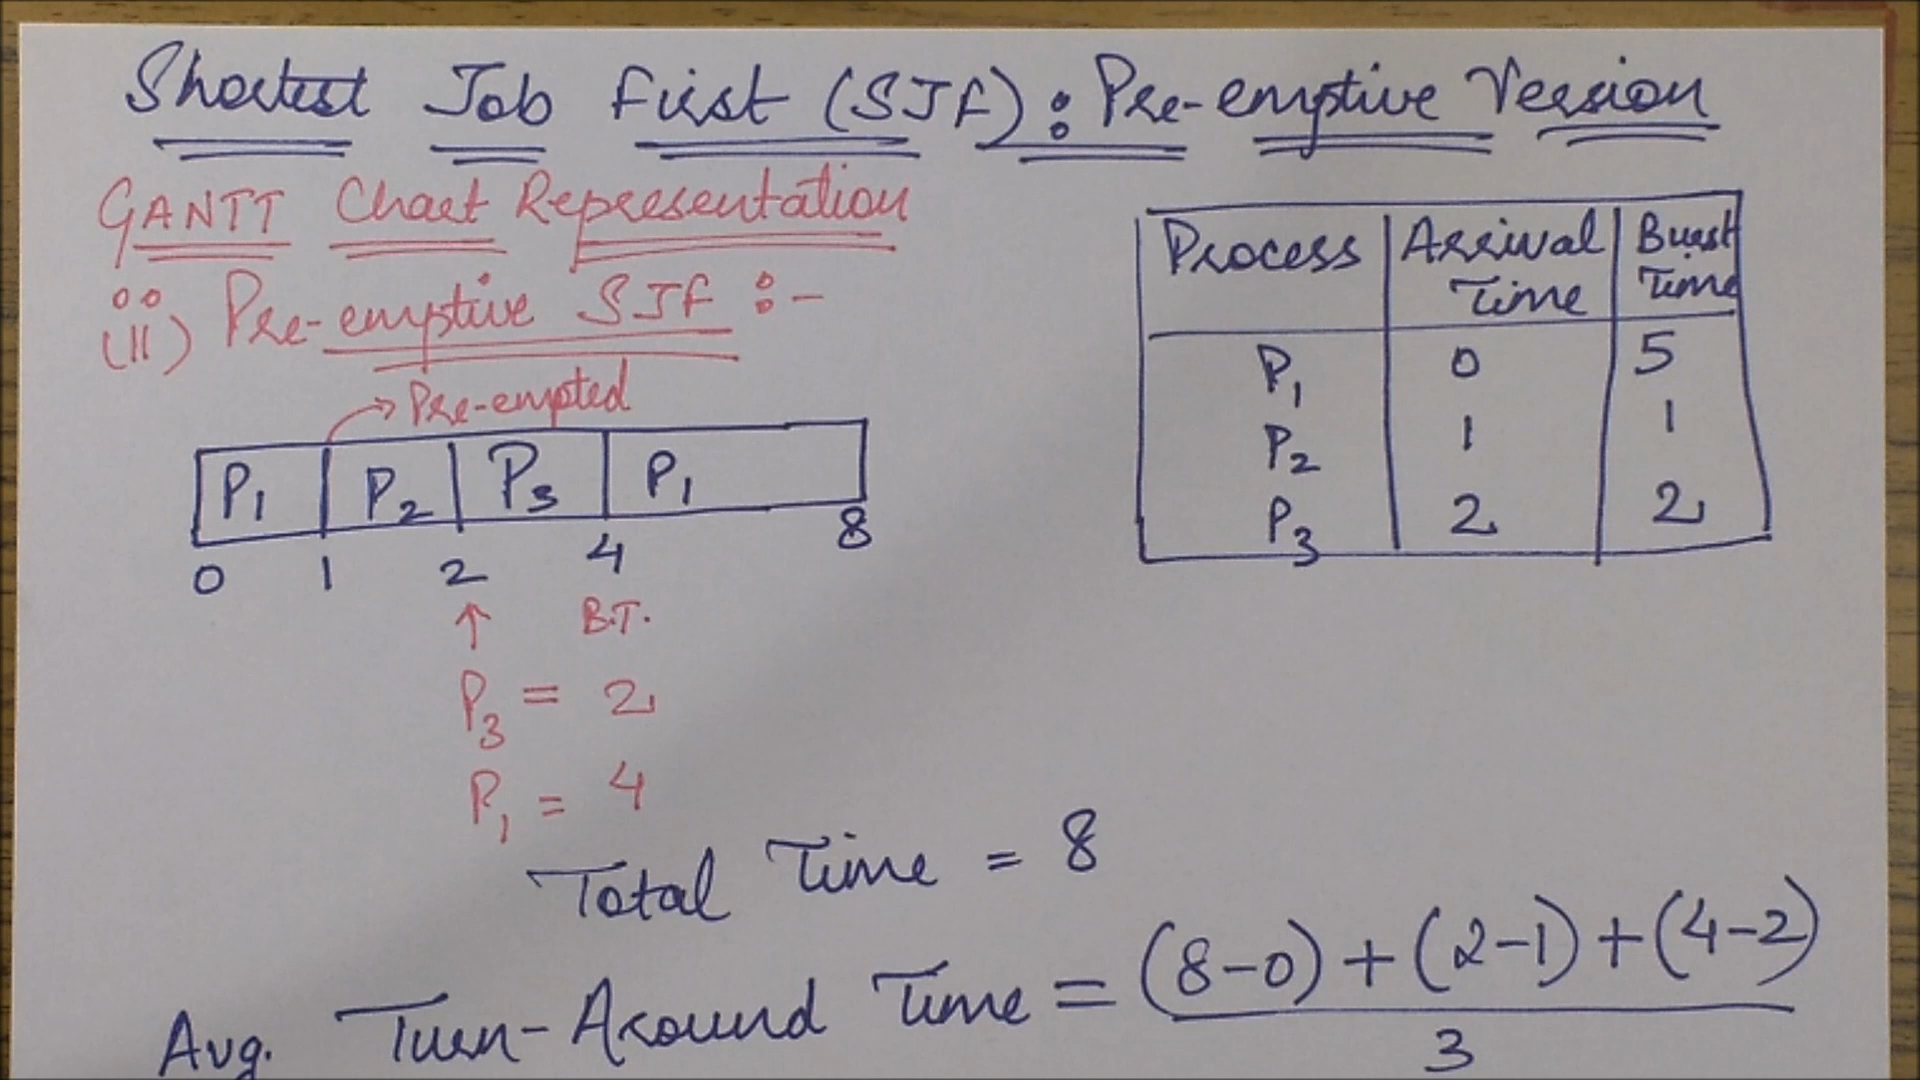 Shortest Job First (SJF) : Pre-emptive Version
GANTT Chart Representation
(ii) Pre-emptive SJF :-
→ Pre-empted
P1 | P2 | P3 | P1
0 1 2 4 8
↑ B.T.
P3 = 2
P1 = 4
Process | Arrival Time | Burst Time
P1 0 5
P2 1 1
P3 2 2
Total Time = 8
Avg. Turn-Around Time = (8-0) + (2-1) + (4-2)
3